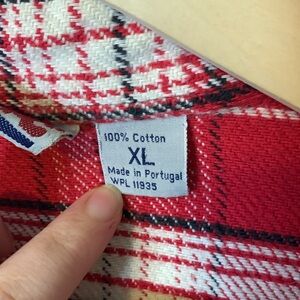 100% Cotton
XL
Made in Portugal
WPL 11935